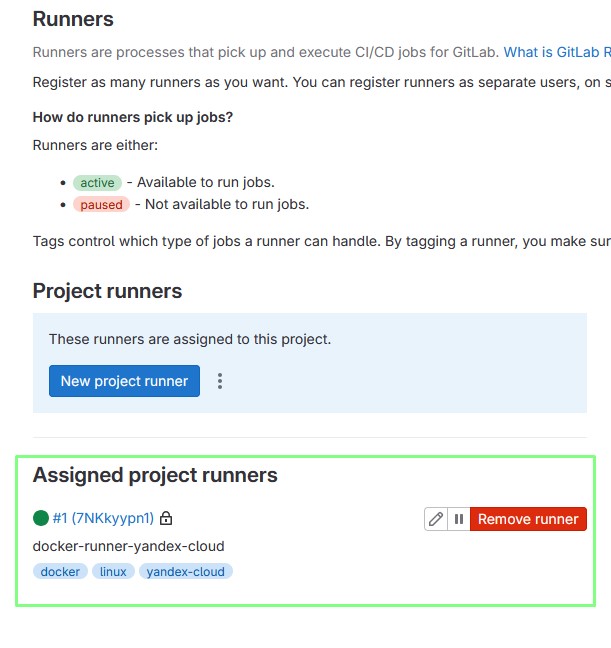 Runners
Runners are processes that pick up and execute CI/CD jobs for GitLab. What is GitLab R
Register as many runners as you want. You can register runners as separate users, on s
How do runners pick up jobs?
Runners are either:
• active - Available to run jobs.
• paused - Not available to run jobs.
Tags control which type of jobs a runner can handle. By tagging a runner, you make sur
Project runners
These runners are assigned to this project.
New project runner
Assigned project runners
#1 (7NKkyypn1)
Remove runner
docker-runner-yandex-cloud
docker linux yandex-cloud